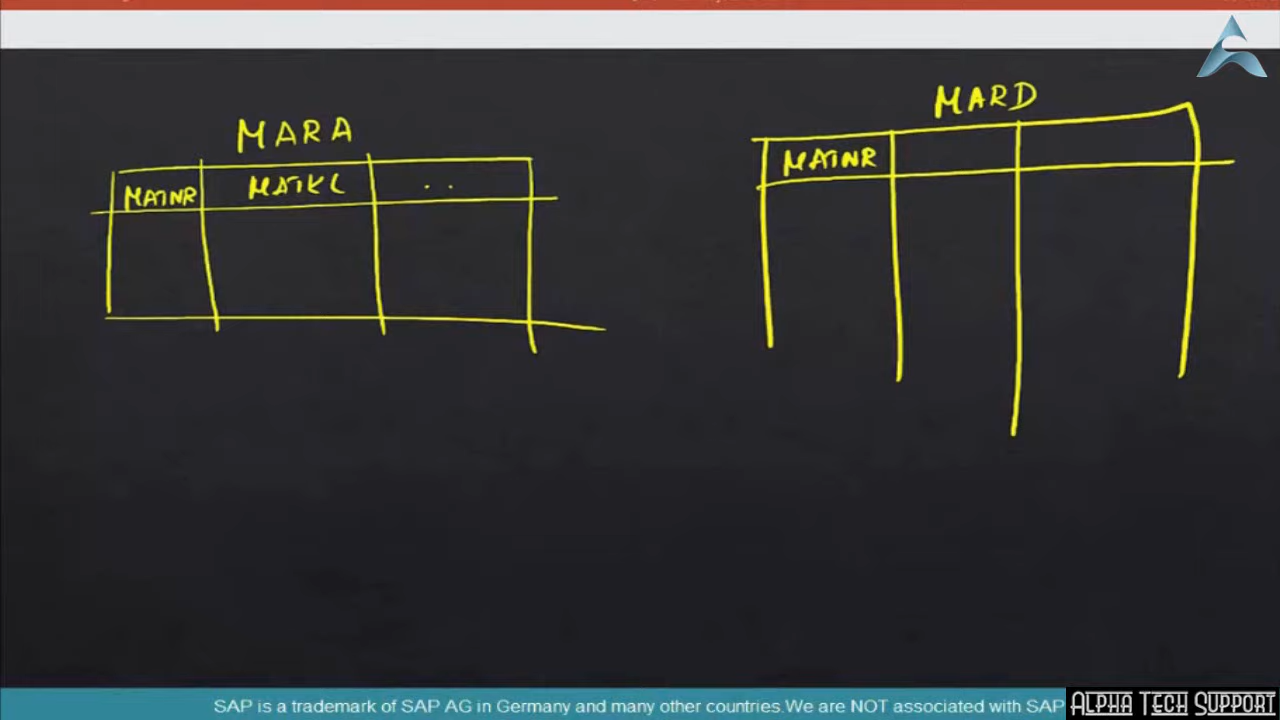 MARA
MATNR MATKL ..
MARD
MATNR
SAP is a trademark of SAP AG in Germany and many other countries.We are NOT associated with SAP
ALPHA TECH SUPPORT